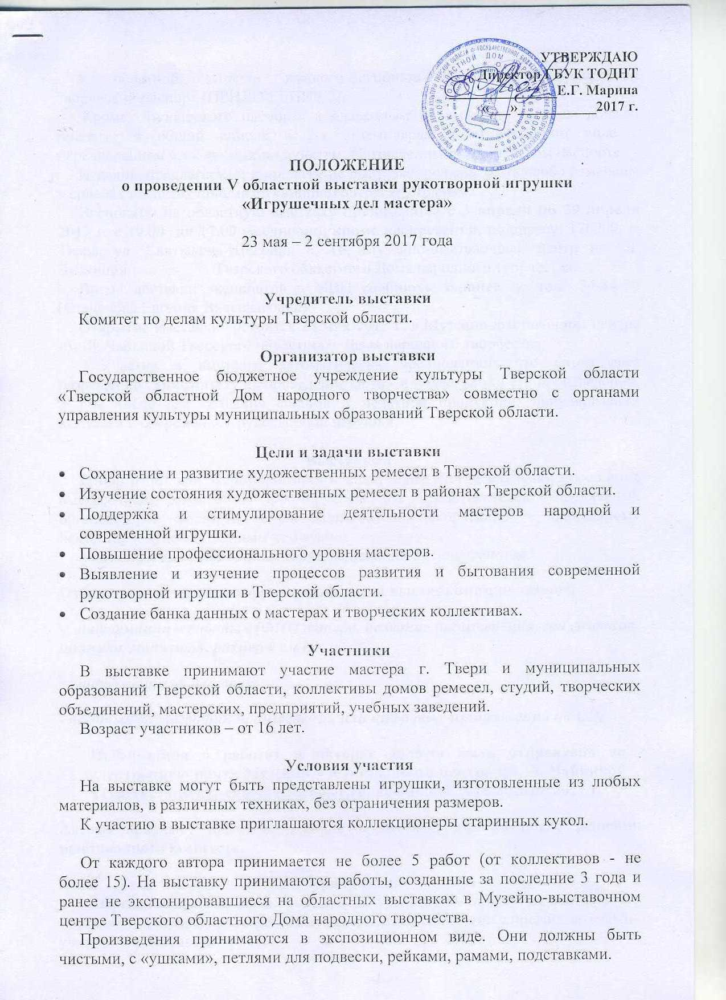 УТВЕРЖДАЮ
Директор ГБУК ТОДНТ
Е.Г. Марина
«___» ___________2017 г.
ПОЛОЖЕНИЕ
о проведении V областной выставки рукотворной игрушки
«Игрушечных дел мастера»
23 мая – 2 сентября 2017 года
Учредитель выставки
Комитет по делам культуры Тверской области.
Организатор выставки
Государственное бюджетное учреждение культуры Тверской области
«Тверской областной Дом народного творчества» совместно с органами
управления культуры муниципальных образований Тверской области.
Цели и задачи выставки
• Сохранение и развитие художественных ремесел в Тверской области.
• Изучение состояния художественных ремесел в районах Тверской области.
• Поддержка и стимулирование деятельности мастеров народной и
современной игрушки.
• Повышение профессионального уровня мастеров.
• Выявление и изучение процессов развития и бытования современной
рукотворной игрушки в Тверской области.
• Создание банка данных о мастерах и творческих коллективах.
Участники
В выставке принимают участие мастера г. Твери и муниципальных
образований Тверской области, коллективы домов ремесел, студий, творческих
объединений, мастерских, предприятий, учебных заведений.
Возраст участников – от 16 лет.
Условия участия
На выставке могут быть представлены игрушки, изготовленные из любых
материалов, в различных техниках, без ограничения размеров.
К участию в выставке приглашаются коллекционеры старинных кукол.
От каждого автора принимается не более 5 работ (от коллективов - не
более 15). На выставку принимаются работы, созданные за последние 3 года и
ранее не экспонировавшиеся на областных выставках в Музейно-выставочном
центре Тверского областного Дома народного творчества.
Произведения принимаются в экспозиционном виде. Они должны быть
чистыми, с «ушками», петлями для подвески, рейками, рамами, подставками.